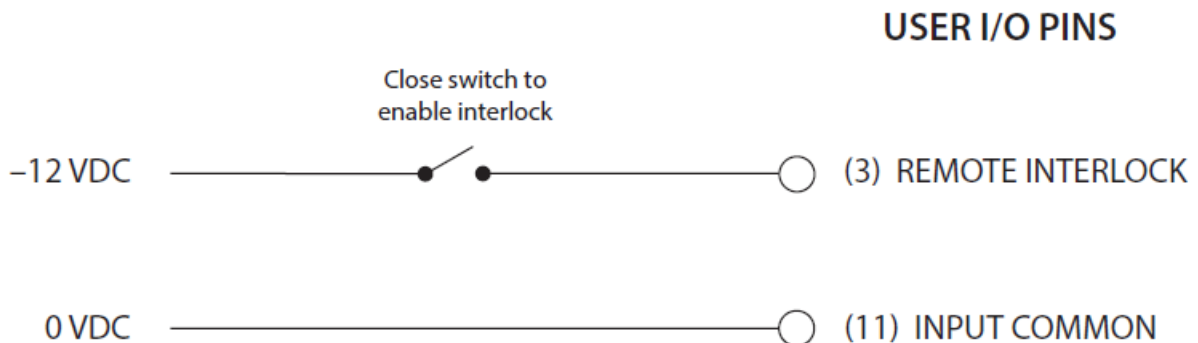 USER I/O PINS
Close switch to
enable interlock
–12 VDC
(3) REMOTE INTERLOCK
0 VDC
(11) INPUT COMMON